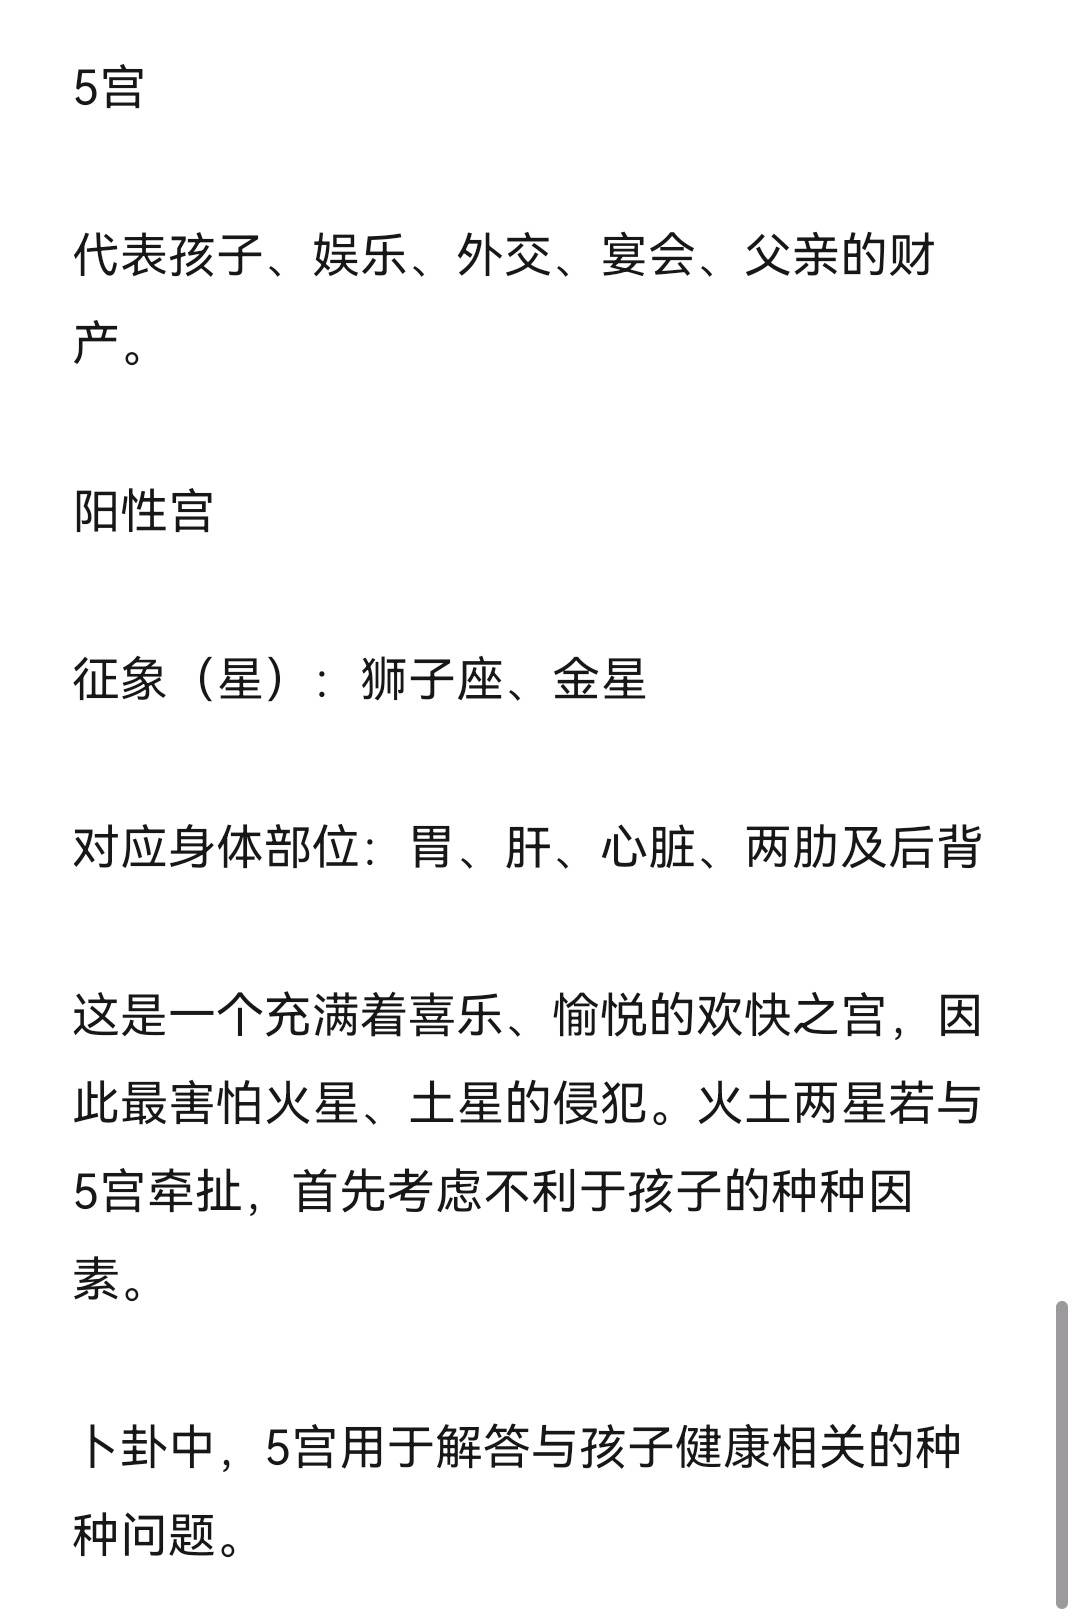 5宫
代表孩子、娱乐、外交、宴会、父亲的财
产。
阳性宫
征象（星）：狮子座、金星
对应身体部位：胃、肝、心脏、两肋及后背
这是一个充满着喜乐、愉悦的欢快之宫，因
此最害怕火星、土星的侵犯。火土两星若与
5宫牵扯，首先考虑不利于孩子的种种因
素。
卜卦中，5宫用于解答与孩子健康相关的种
种问题。